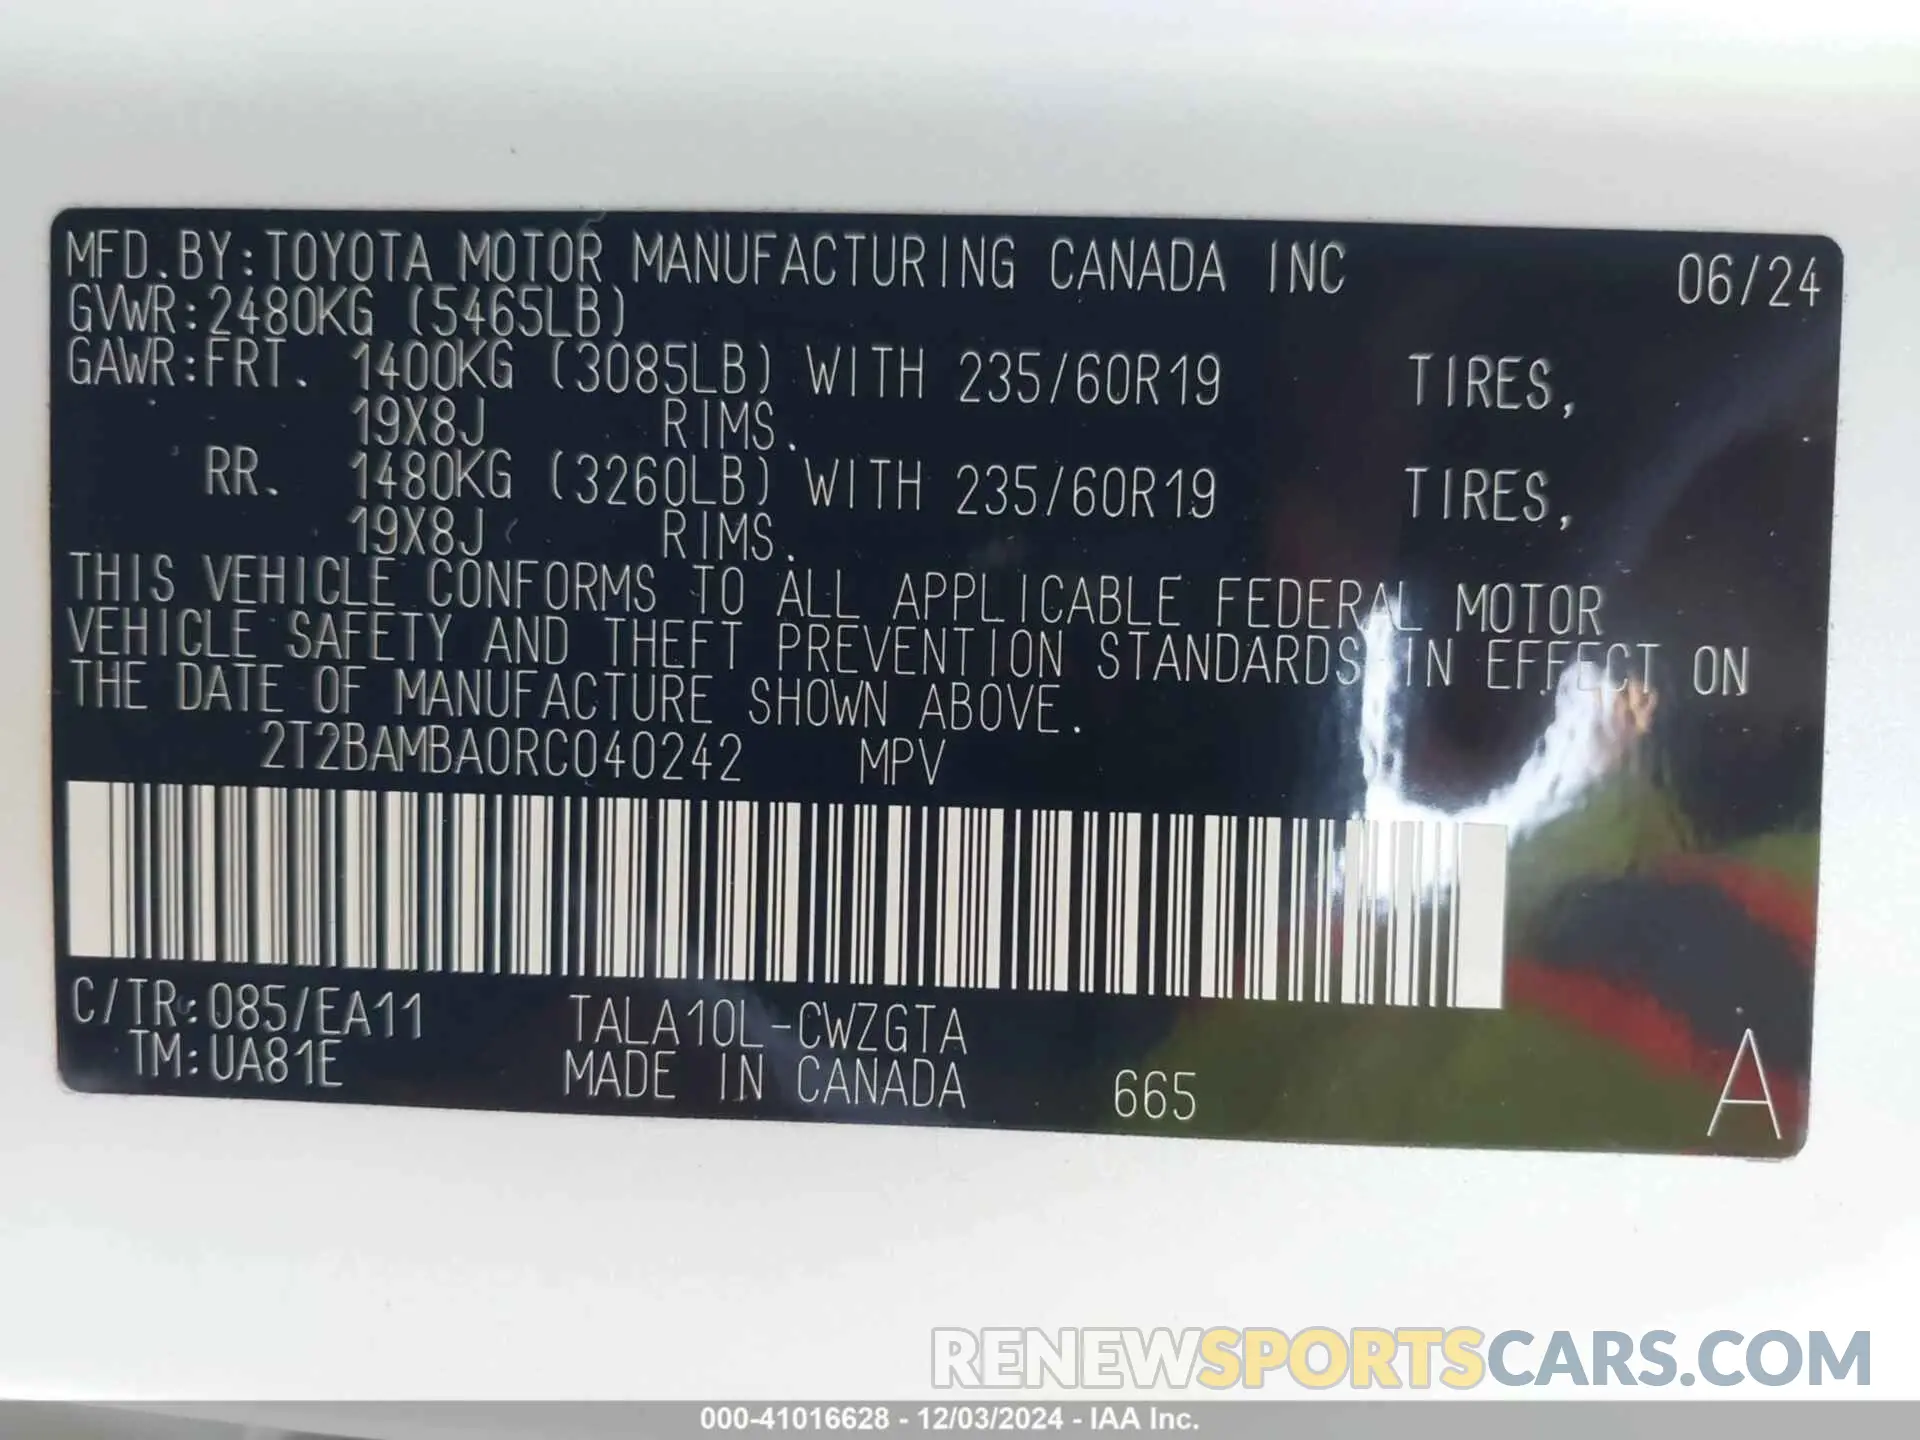 MFD.BY:TOYOTA MOTOR MANUFACTURING CANADA INC 06/24
GVWR:2480KG (5465LB)
GAWR:FRT. 1400KG (3085LB) WITH 235/60R19 TIRES,
19X8J RIMS.
RR. 1480KG (3260LB) WITH 235/60R19 TIRES,
19X8J RIMS.
THIS VEHICLE CONFORMS TO ALL APPLICABLE FEDERAL MOTOR
VEHICLE SAFETY AND THEFT PREVENTION STANDARDS IN EFFECT ON
THE DATE OF MANUFACTURE SHOWN ABOVE.
2T2BAMBA0RC040242 MPV
C/TR:085/EA11 TALA10L-CWZGTA
TM:UA81E MADE IN CANADA 665 A
RENEWSPORTSCARS.COM
000-41016628 - 12/03/2024 - IAA Inc.